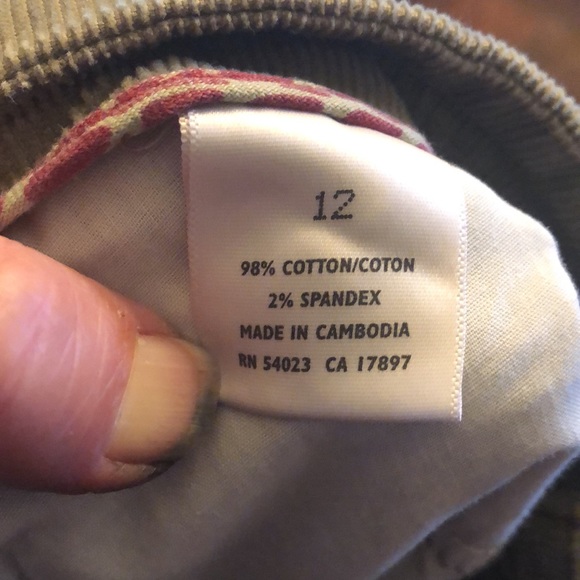 12
98% COTTON/COTON
2% SPANDEX
MADE IN CAMBODIA
RN 54023 CA 17897